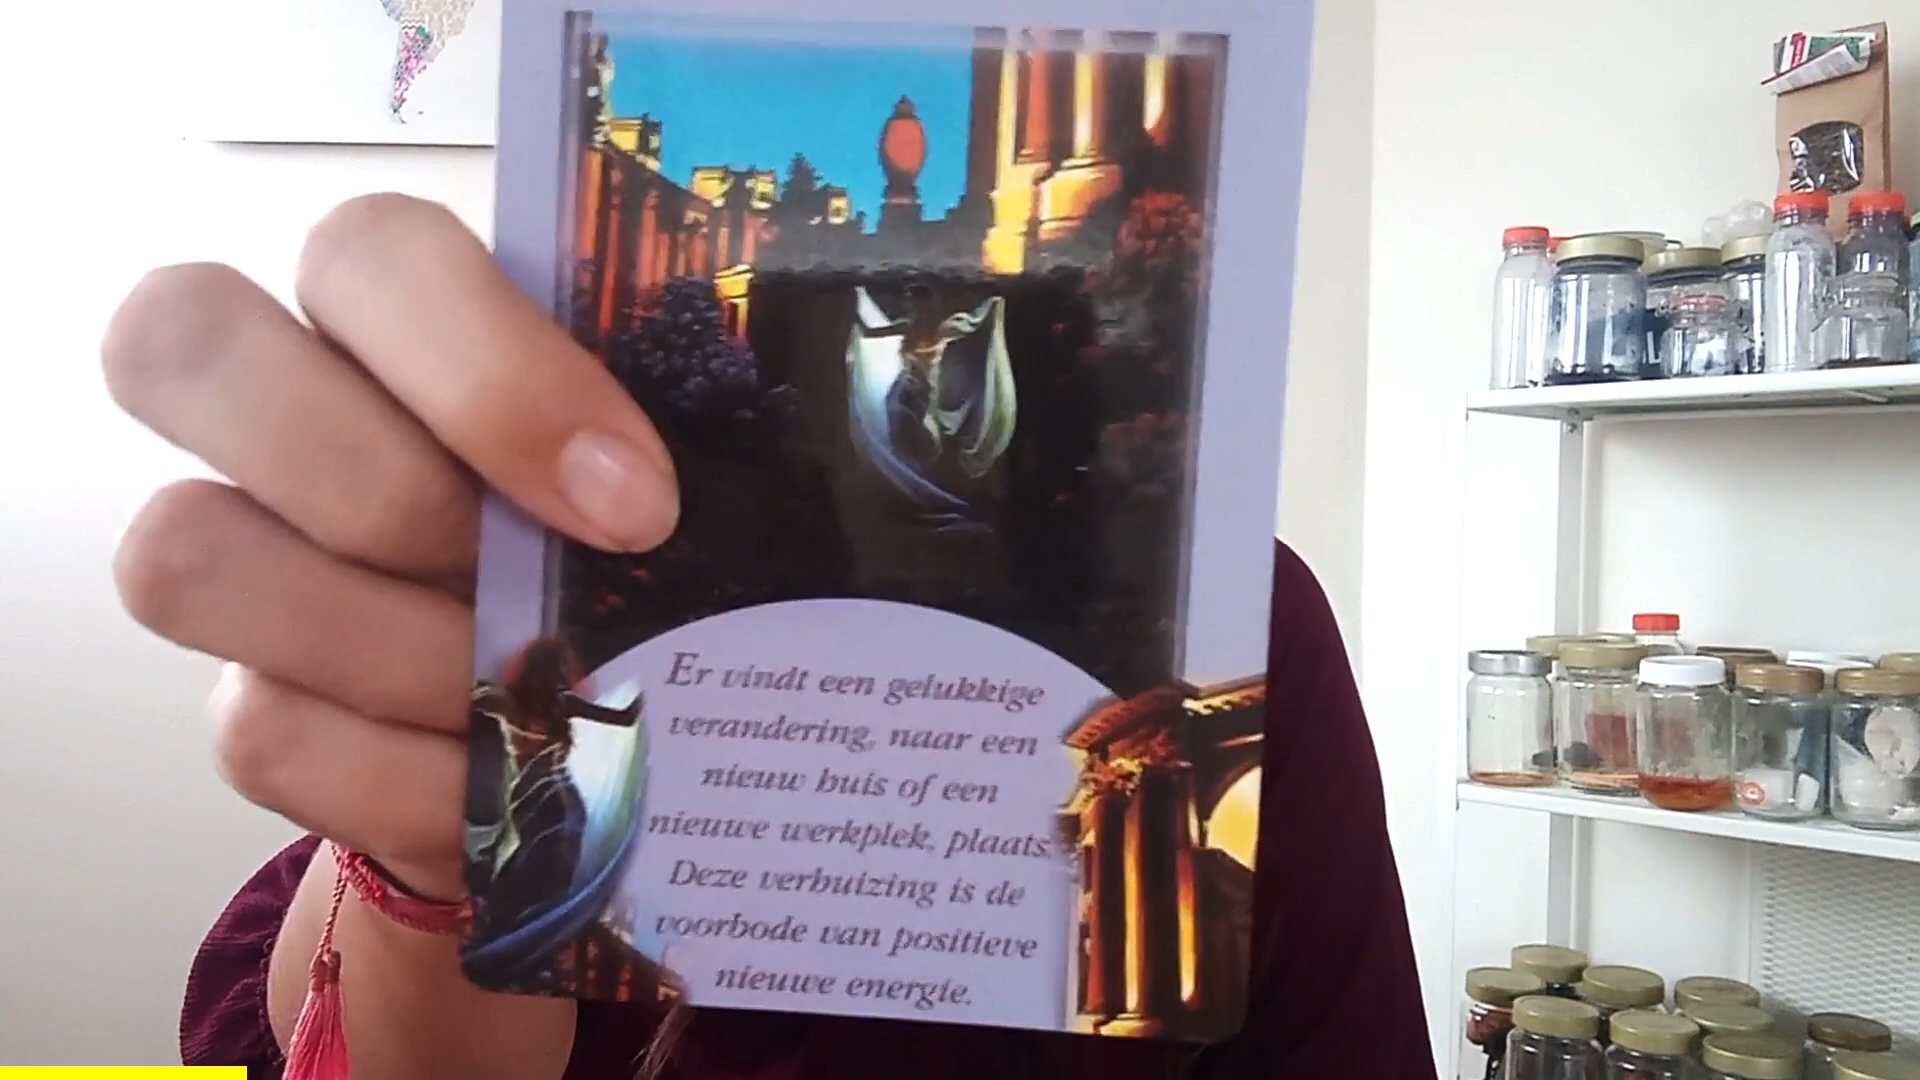 Er vindt een gelukkige
verandering, naar een
nieuw huis of een
nieuwe werkplek, plaats.
Deze verhuizing is de
voorbode van positieve
nieuwe energie.